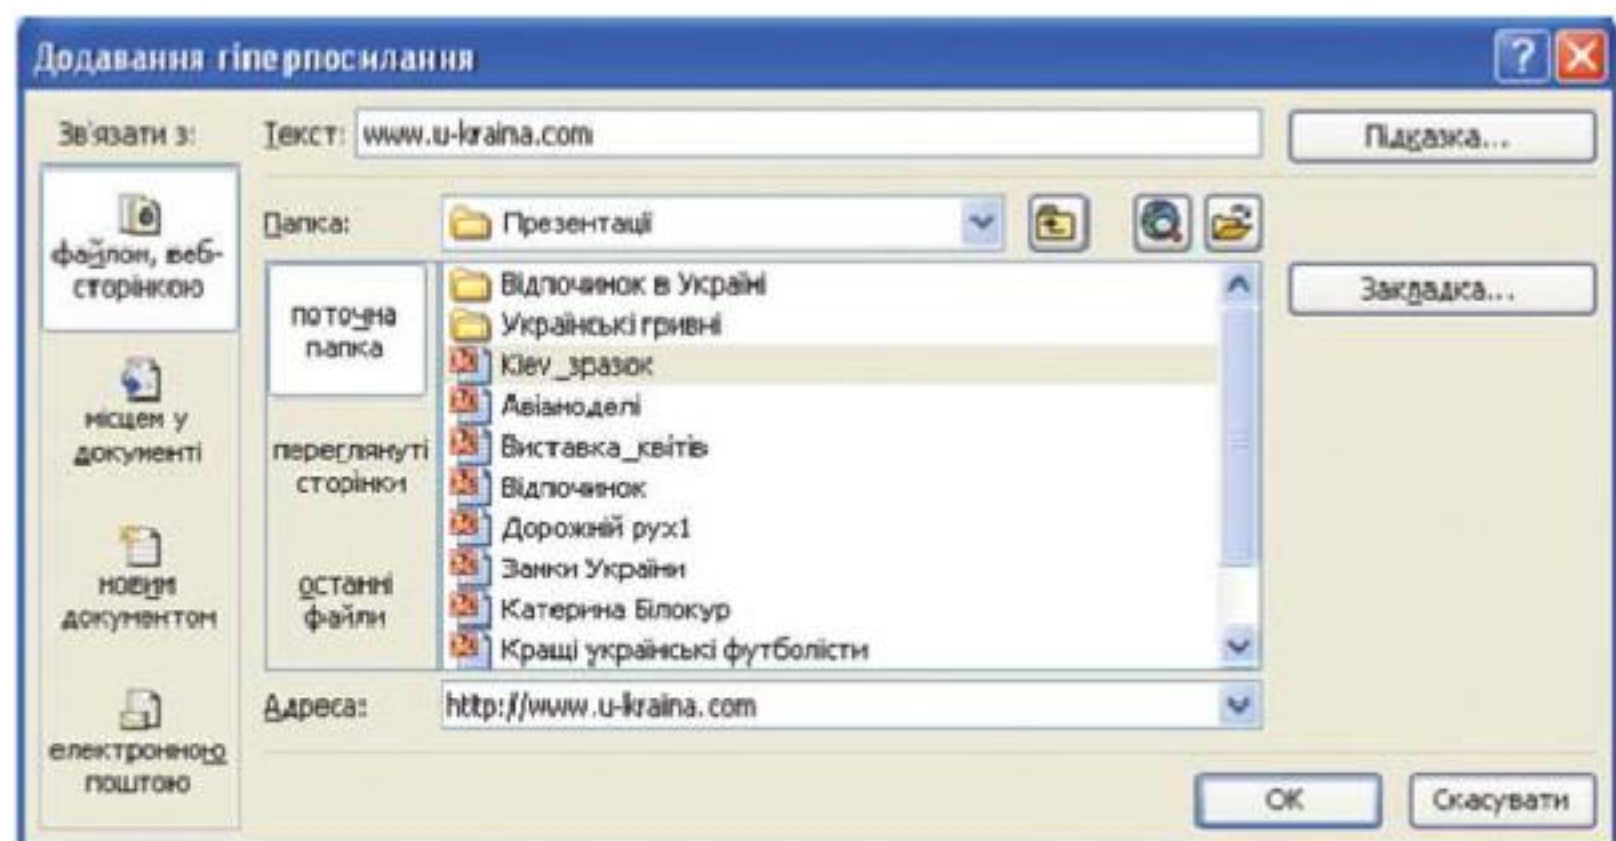 Додавання гіперпосилання
Зв'язати з:
Текст: www.u-kraina.com
Підказка...
файлон, веб-
сторінкою
місцем у
документі
новим
документом
електронною
поштою
Папка:
Презентації
поточна
папка
переглянуті
сторінки
останні
файли
Відпочинок в Україні
Українські гривні
Kiev_зразок
Авіамоделі
Виставка_квітів
Відпочинок
Дорожній рух1
Замки України
Катерина Білокур
Кращі українські футболісти
Закладка...
Адреса: http://www.u-kraina.com
ОК
Скасувати